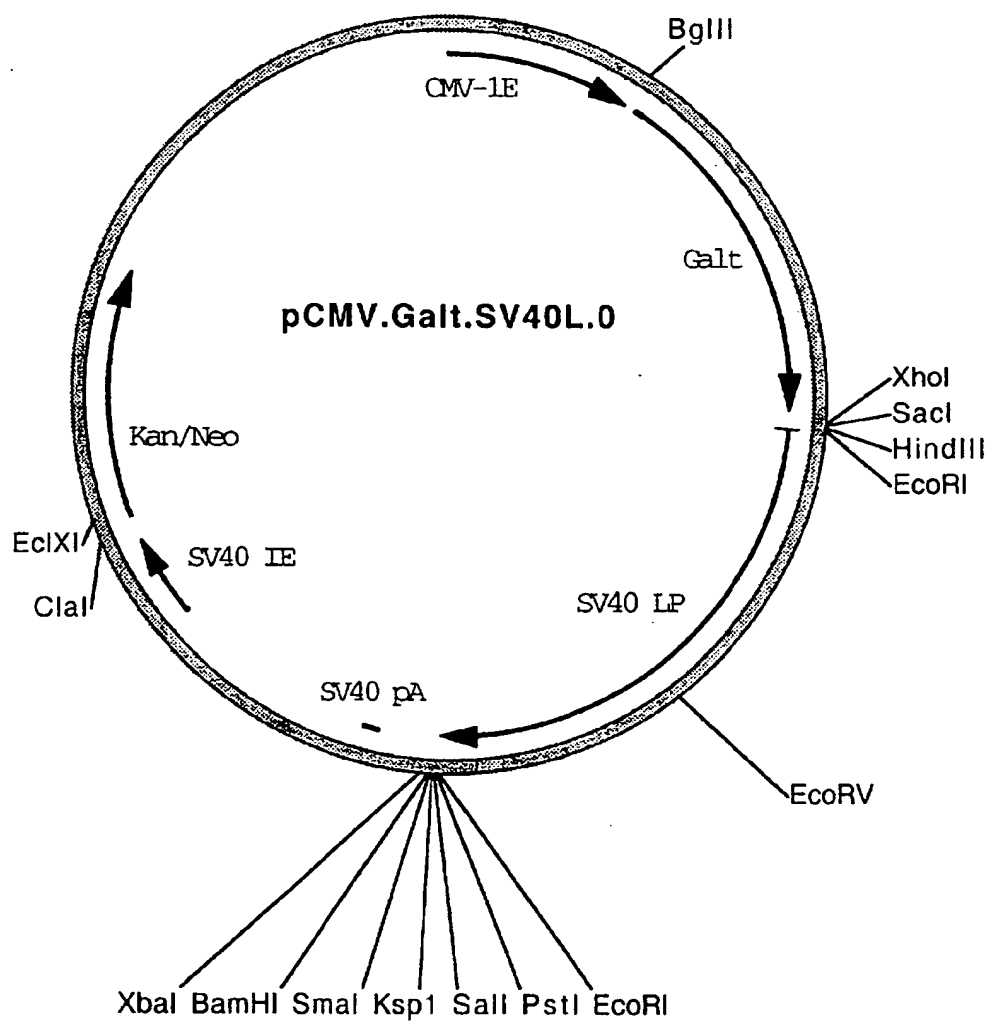 BglII
CMV-1E
Galt
pCMV.Galt.SV40L.0
XhoI
SacI
HindIII
EcoRI
Kan/Neo
EclXI
SV40 IE
ClaI
SV40 LP
SV40 pA
EcoRV
XbaI BamHI SmaI Ksp1 SalI PstI EcoRI